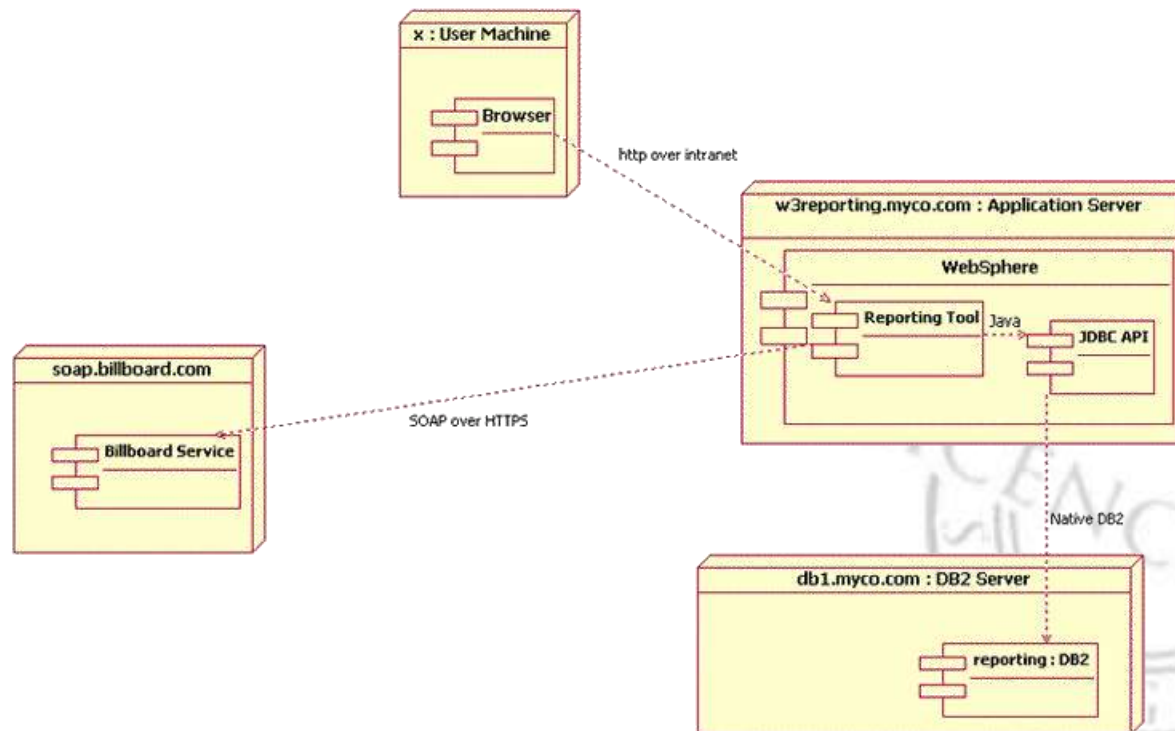 x : User Machine
Browser
http over intranet
w3reporting.myco.com : Application Server
WebSphere
Reporting Tool
Java
JDBC API
soap.billboard.com
SOAP over HTTPS
Billboard Service
Native DB2
db1.myco.com : DB2 Server
reporting : DB2